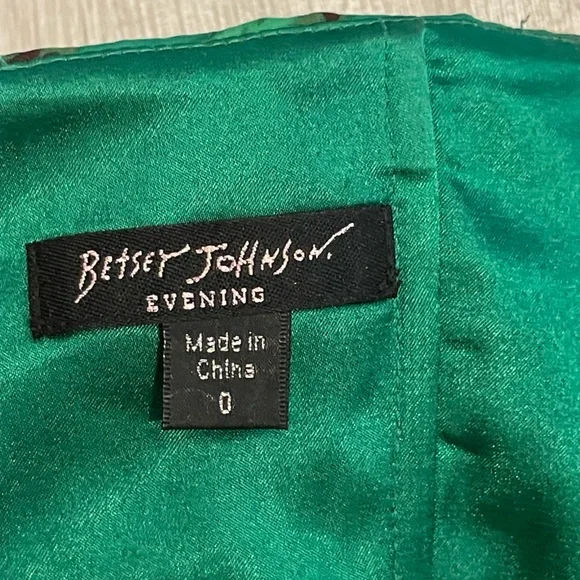 BETSEY JOHNSON.
EVENING
Made in
China
0